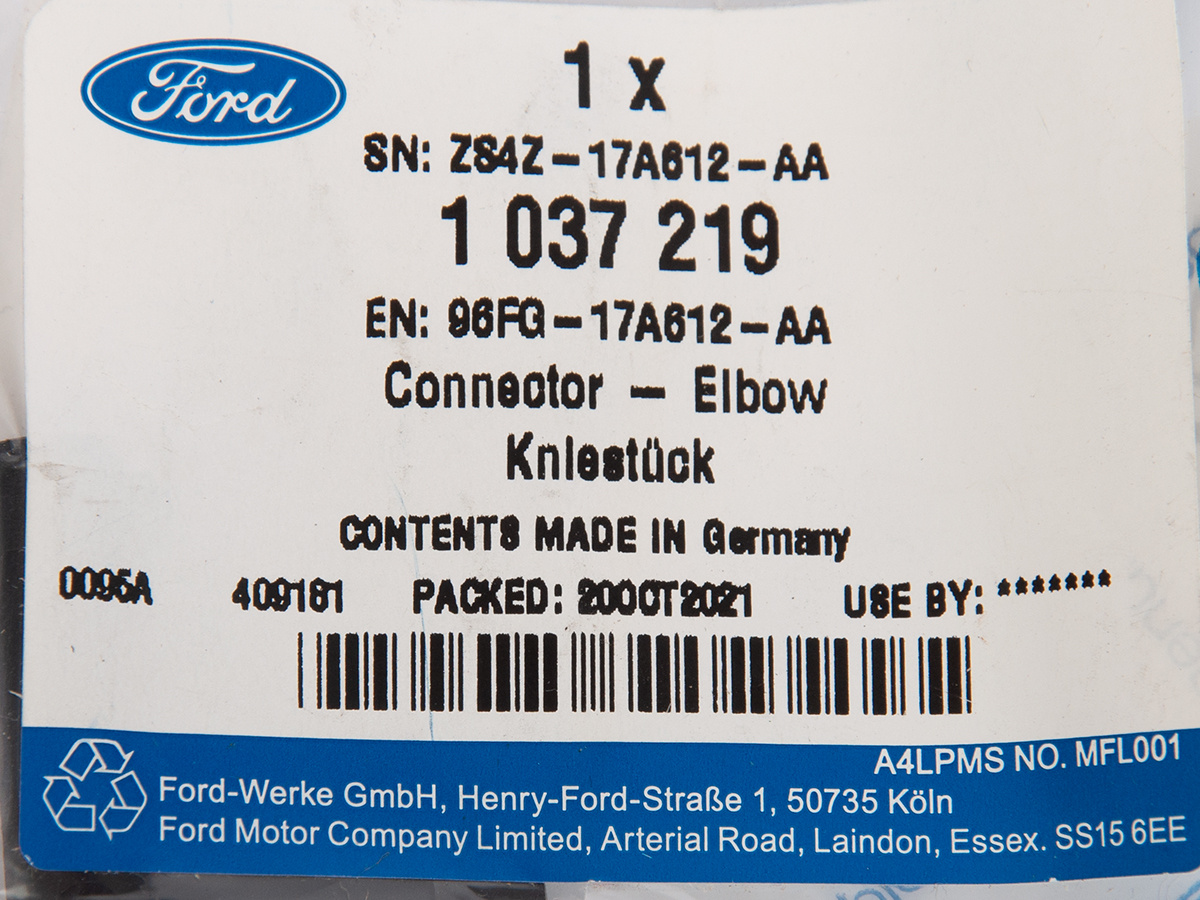 Ford
1 x
SN: ZS4Z-17A612-AA
1 037 219
EN: 96FG-17A612-AA
Connector - Elbow
Kniestück
CONTENTS MADE IN Germany
0095A 409181 PACKED: 20OCT2021 USE BY: *******
A4LPMS NO. MFL001
Ford-Werke GmbH, Henry-Ford-Straße 1, 50735 Köln
Ford Motor Company Limited, Arterial Road, Laindon, Essex. SS15 6EE